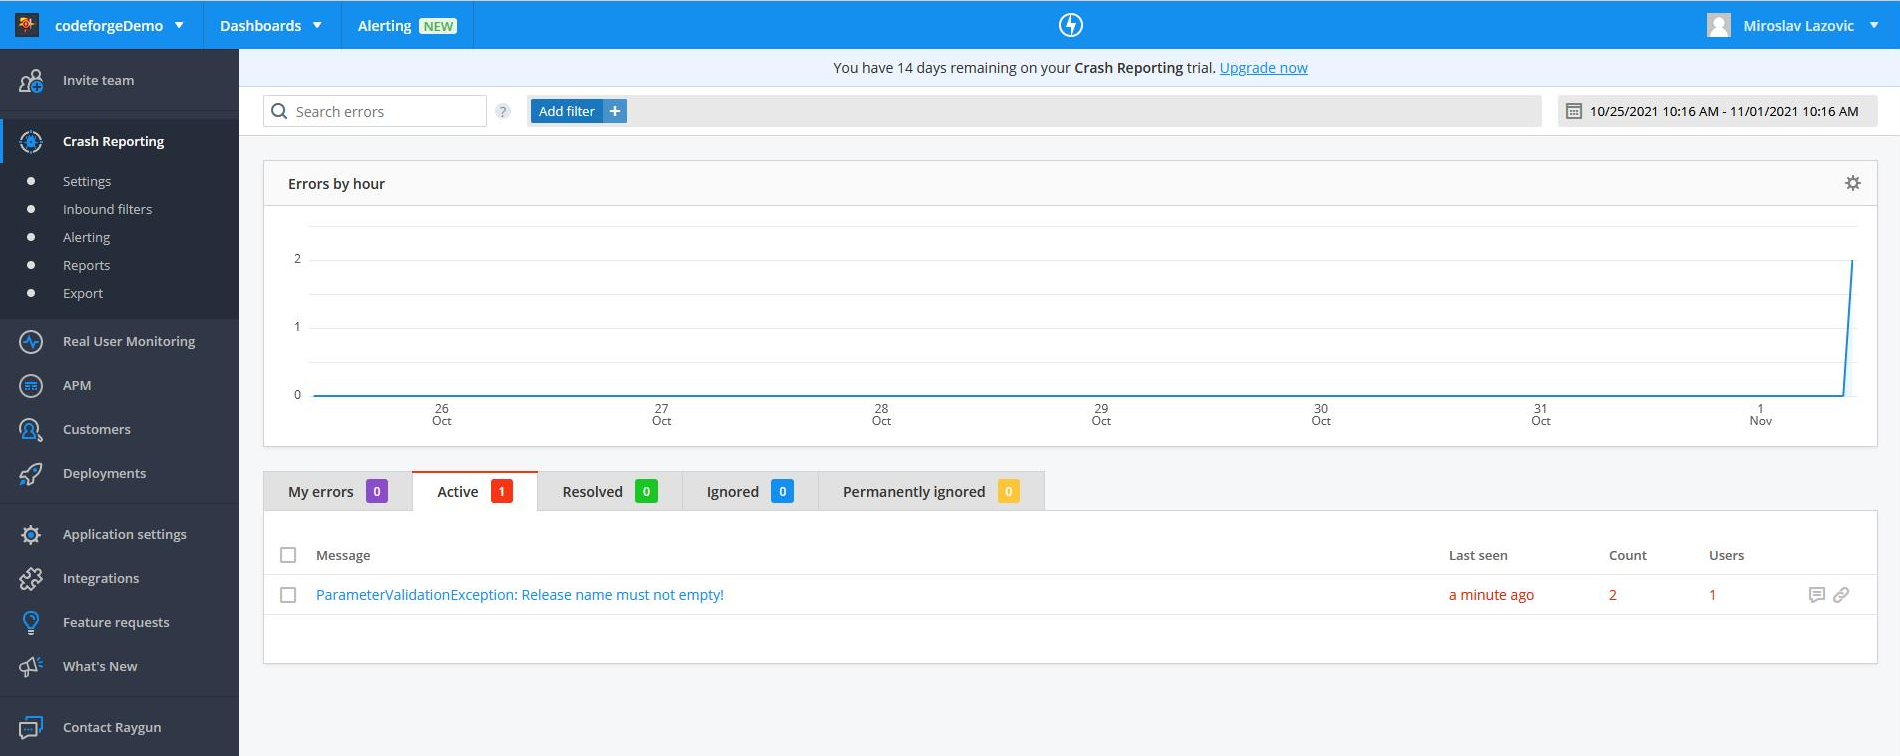 codeforgeDemo
Dashboards
Alerting NEW
Miroslav Lazovic
Invite team
Crash Reporting
Settings
Inbound filters
Alerting
Reports
Export
Real User Monitoring
APM
Customers
Deployments
Application settings
Integrations
Feature requests
What's New
Contact Raygun
You have 14 days remaining on your Crash Reporting trial. Upgrade now
Search errors
?
Add filter +
10/25/2021 10:16 AM - 11/01/2021 10:16 AM
Errors by hour
2
1
0
26 27 28 29 30 31 1
Oct Oct Oct Oct Oct Oct Nov
My errors 0 Active 1 Resolved 0 Ignored 0 Permanently ignored 0
Message Last seen Count Users
ParameterValidationException: Release name must not empty! a minute ago 2 1